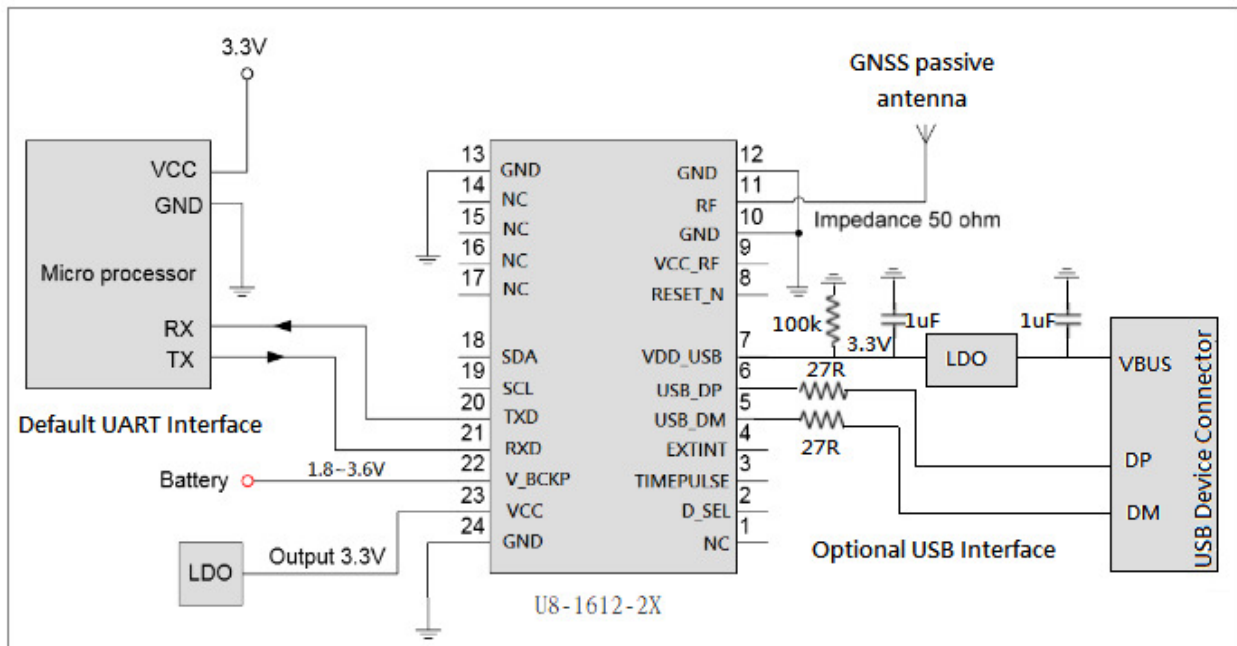 3.3V
GNSS passive
antenna
VCC
GND
Micro processor
RX
TX
Default UART Interface
Battery
1.8~3.6V
LDO
Output 3.3V
13
GND
14
NC
15
NC
16
NC
17
NC
18
SDA
19
SCL
20
TXD
21
RXD
22
V_BCKP
23
VCC
24
GND
12
GND
11
RF
10
GND
9
VCC_RF
8
RESET_N
7
VDD_USB
6
USB_DP
5
USB_DM
4
EXTINT
3
TIMEPULSE
2
D_SEL
1
NC
U8-1612-2X
Impedance 50 ohm
100k
1uF
1uF
3.3V
LDO
27R
27R
VBUS
DP
DM
USB Device Connector
Optional USB Interface